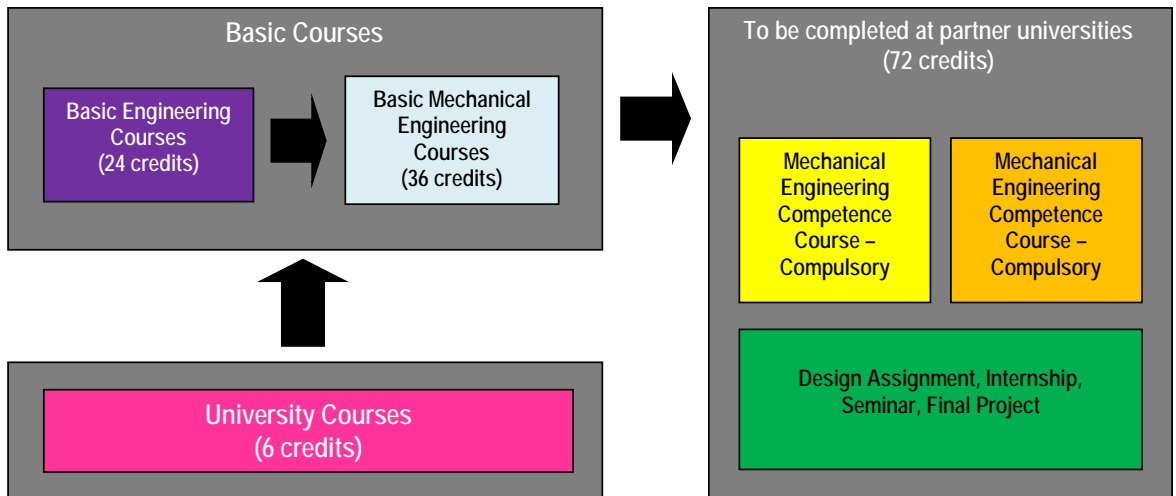 Basic Courses
Basic Engineering
Courses
(24 credits)
Basic Mechanical
Engineering
Courses
(36 credits)
University Courses
(6 credits)
To be completed at partner universities
(72 credits)
Mechanical
Engineering
Competence
Course –
Compulsory
Mechanical
Engineering
Competence
Course –
Compulsory
Design Assignment, Internship,
Seminar, Final Project